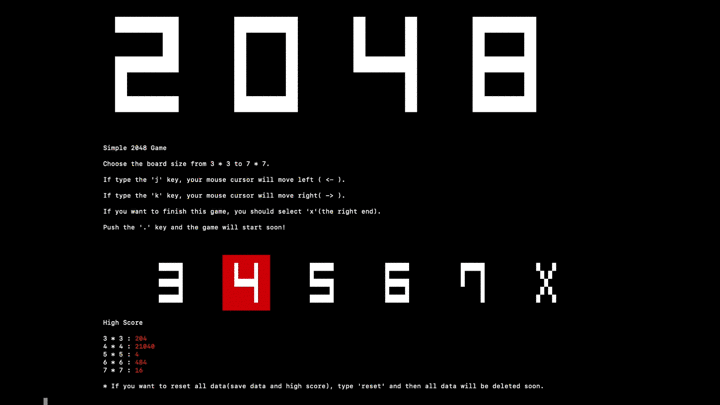 2048
Simple 2048 Game
Choose the board size from 3 * 3 to 7 * 7.
If type the 'j' key, your mouse cursor will move left ( <- ).
If type the 'k' key, your mouse cursor will move right( -> ).
If you want to finish this game, you should select 'x'(the right end).
Push the '.' key and the game will start soon!
3 4 5 6 7 X
High Score
3 * 3 : 204
4 * 4 : 21040
5 * 5 : 4
6 * 6 : 484
7 * 7 : 16
* If you want to reset all data(save data and high score), type 'reset' and then all data will be deleted soon.